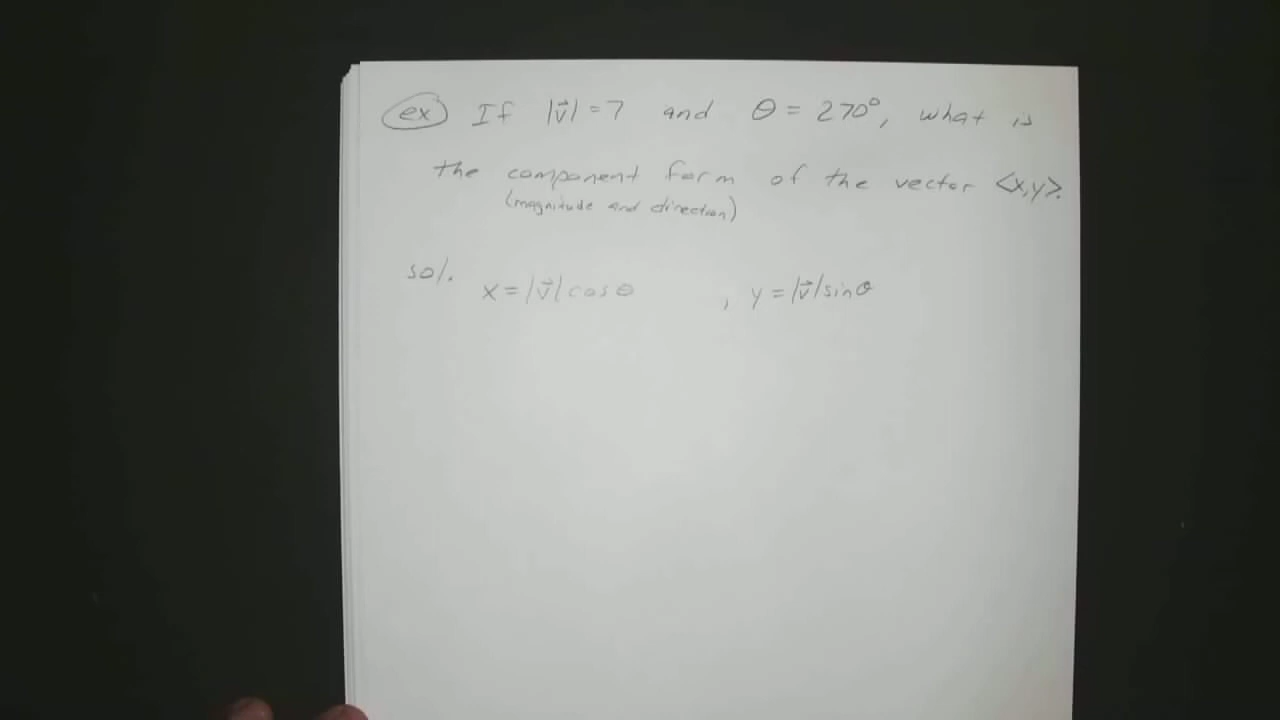 ex If |v⃗| = 7 and θ = 270°, what is
the component form of the vector <x,y>.
(magnitude and direction)
sol. x = |v⃗| cos θ , y = |v⃗| sin θ